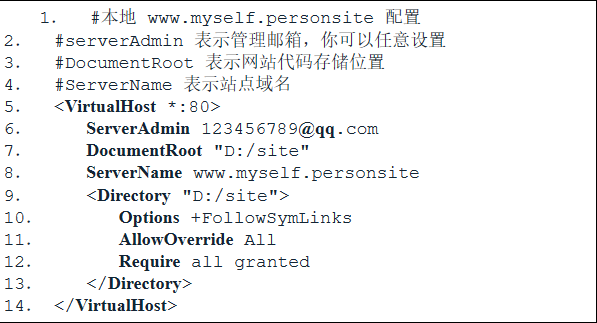 1. #本地 www.myself.personsite 配置
2. #serverAdmin 表示管理邮箱，你可以任意设置
3. #DocumentRoot 表示网站代码存储位置
4. #ServerName 表示站点域名
5. <VirtualHost *:80>
6. ServerAdmin 123456789@qq.com
7. DocumentRoot "D:/site"
8. ServerName www.myself.personsite
9. <Directory "D:/site">
10. Options +FollowSymLinks
11. AllowOverride All
12. Require all granted
13. </Directory>
14. </VirtualHost>